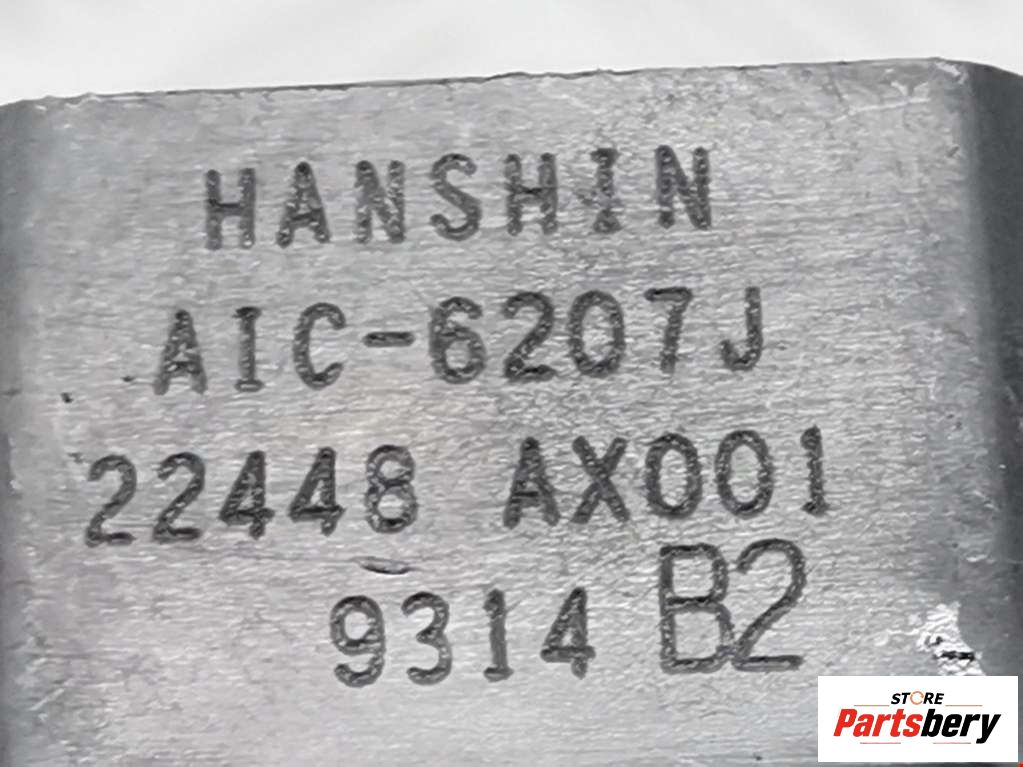 HANSHIN
AIC-6207J
22448 AX001
9314 B2
STORE
Partsbery